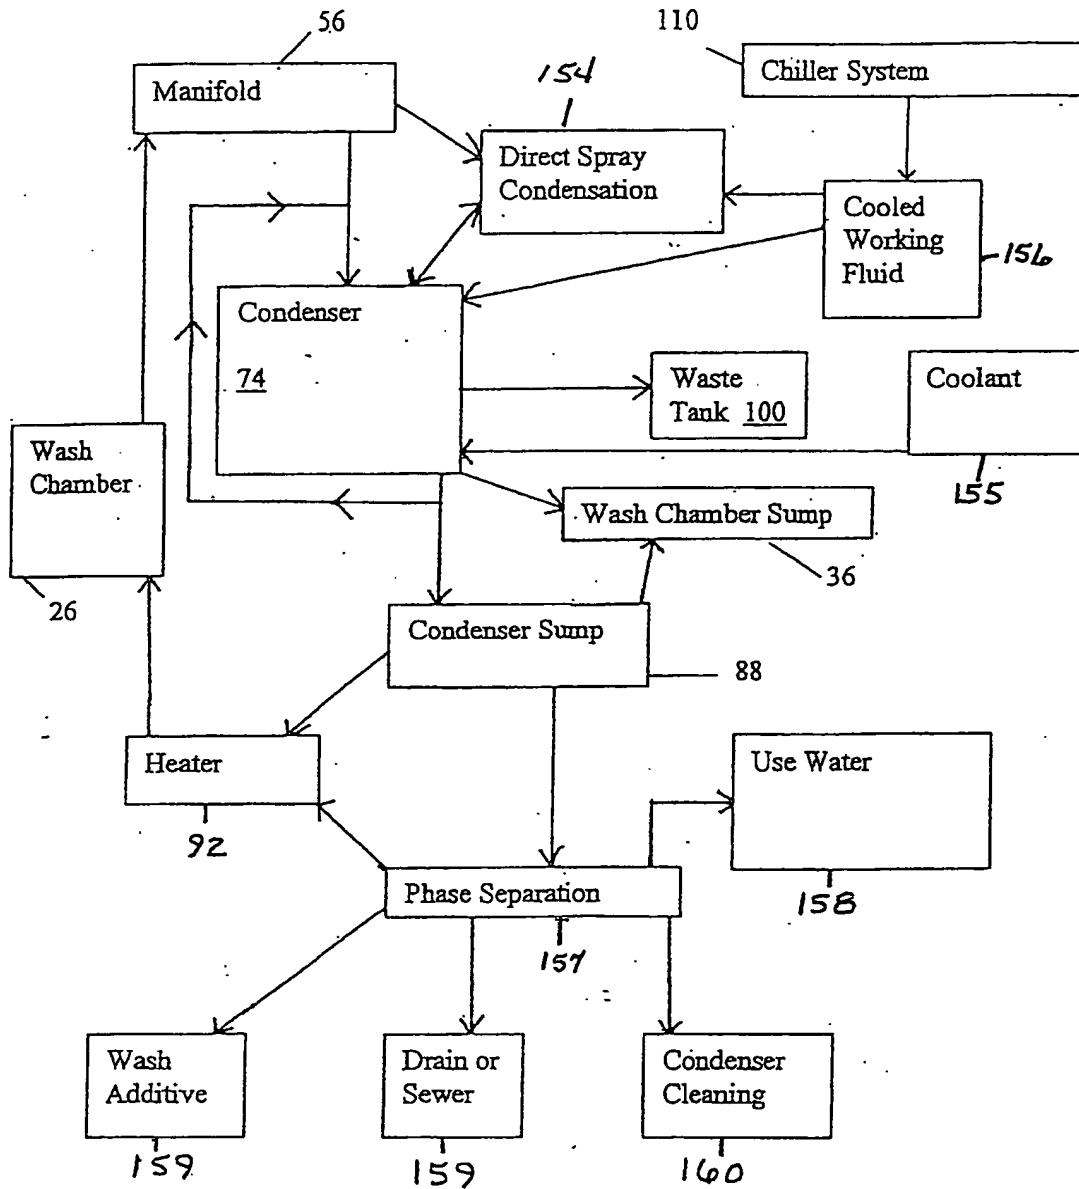 56
110
Manifold
154
Chiller System
Direct Spray
Condensation
Cooled
Working
Fluid
156
Condenser
74
Waste
Tank 100
Coolant
155
Wash
Chamber
26
Wash Chamber Sump
36
Condenser Sump
88
Heater
92
Use Water
158
Phase Separation
157
Wash
Additive
159
Drain or
Sewer
159
Condenser
Cleaning
160